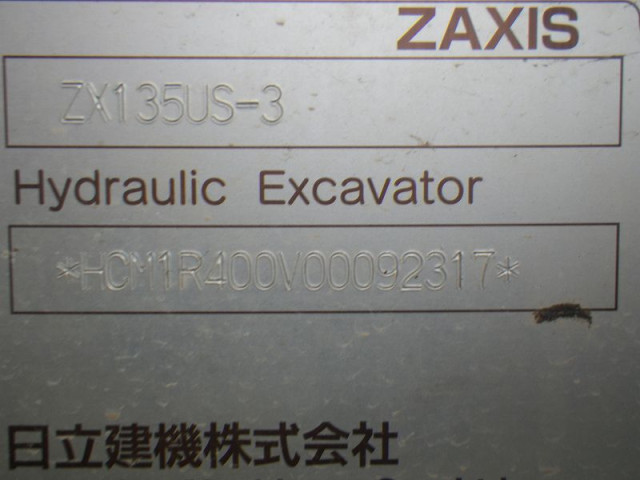 ZAXIS
ZX135US-3
Hydraulic Excavator
*HCM1R400V00092317*
日立建機株式会社